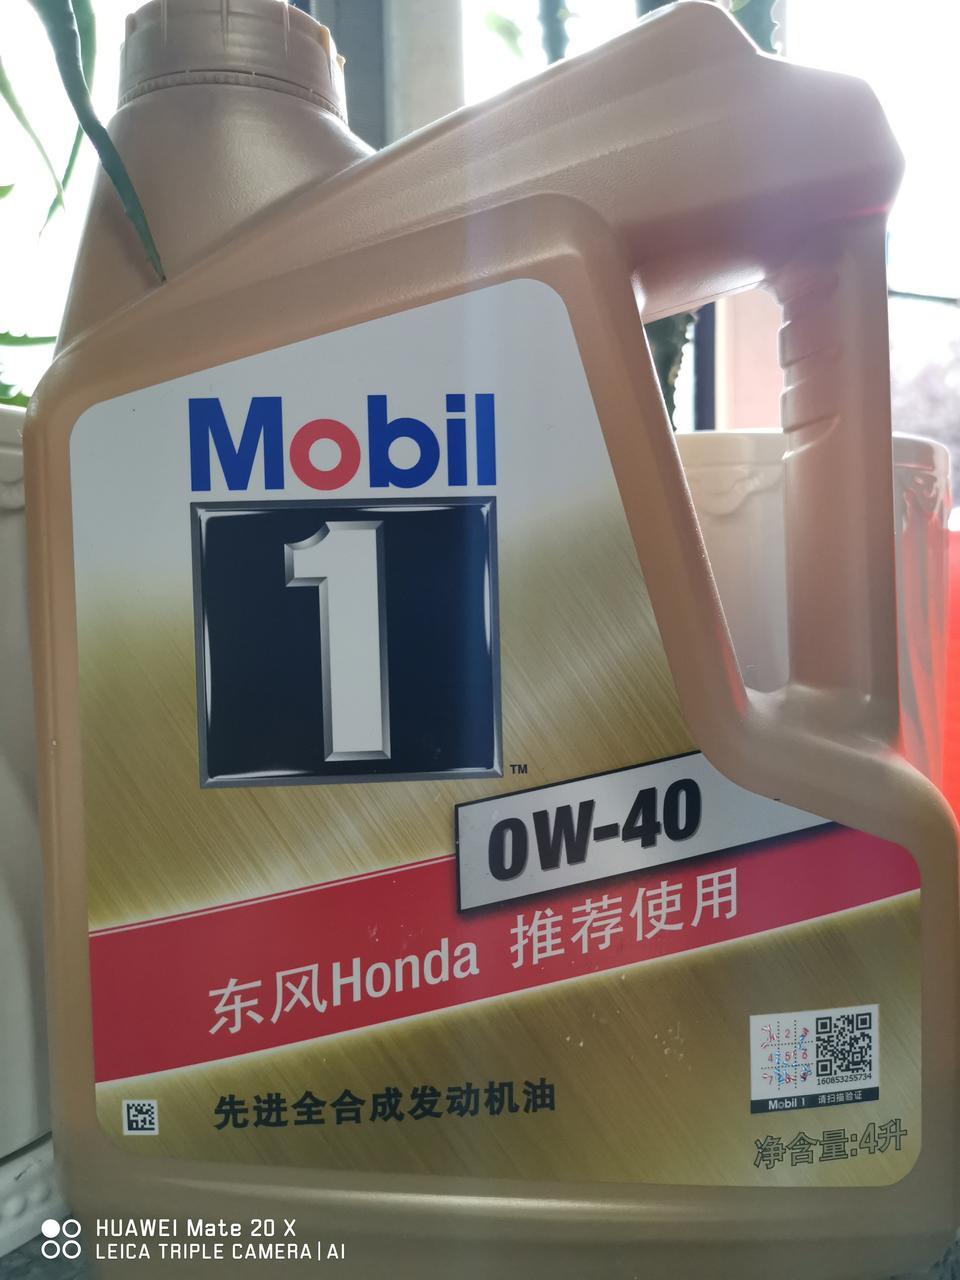 Mobil
1
TM
0W-40
东风Honda 推荐使用
先进全合成发动机油
160853255734
Mobil 1 请扫描验证
净含量:4升
HUAWEI Mate 20 X
LEICA TRIPLE CAMERA | AI